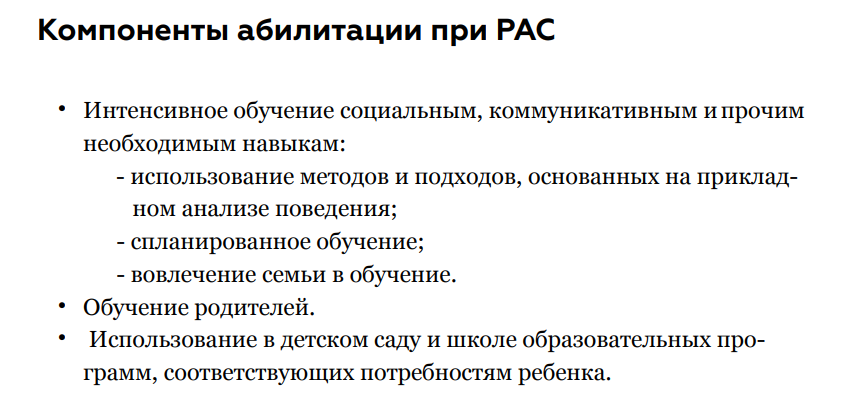 Компоненты абилитации при РАС
• Интенсивное обучение социальным, коммуникативным и прочим
необходимым навыкам:
- использование методов и подходов, основанных на приклад-
ном анализе поведения;
- спланированное обучение;
- вовлечение семьи в обучение.
• Обучение родителей.
• Использование в детском саду и школе образовательных про-
грамм, соответствующих потребностям ребенка.